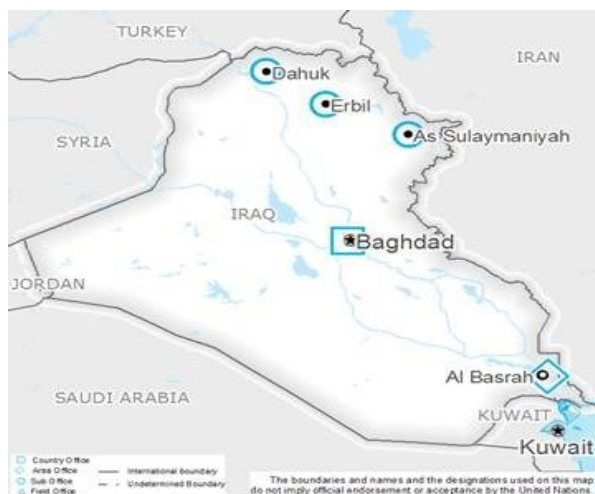 TURKEY
IRAN
Dahuk
Erbil
As Sulaymaniyah
SYRIA
IRAQ
Baghdad
JORDAN
Al Basrah
SAUDI ARABIA
KUWAIT
Kuwait
Country Office
Area Office
Sub Office
Field Office
International boundary
Undetermined Boundary
The boundaries and names and the designations used on this map
do not imply official endorsement or acceptance by the United Nations